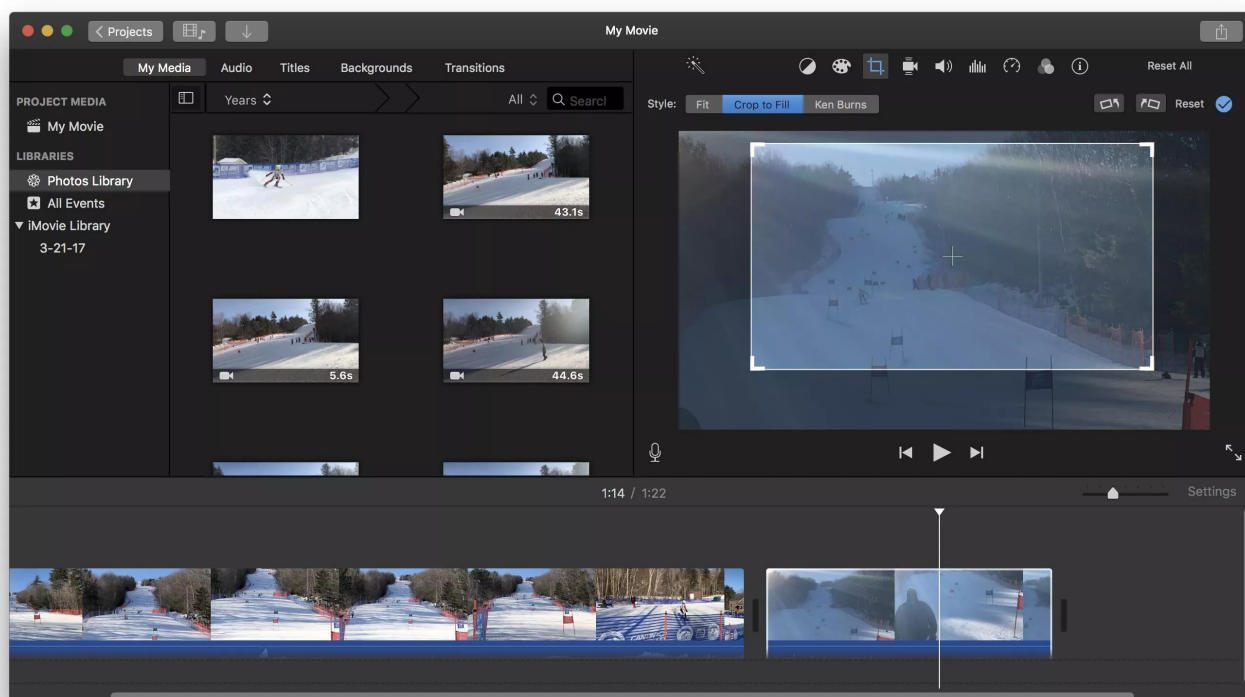 Projects
My Movie
My Media Audio Titles Backgrounds Transitions
Reset All
PROJECT MEDIA
My Movie
LIBRARIES
Photos Library
All Events
iMovie Library
3-21-17
Years
All
Searcl
43.1s
5.6s
44.6s
Style: Fit Crop to Fill Ken Burns
Reset
1:14 / 1:22
Settings